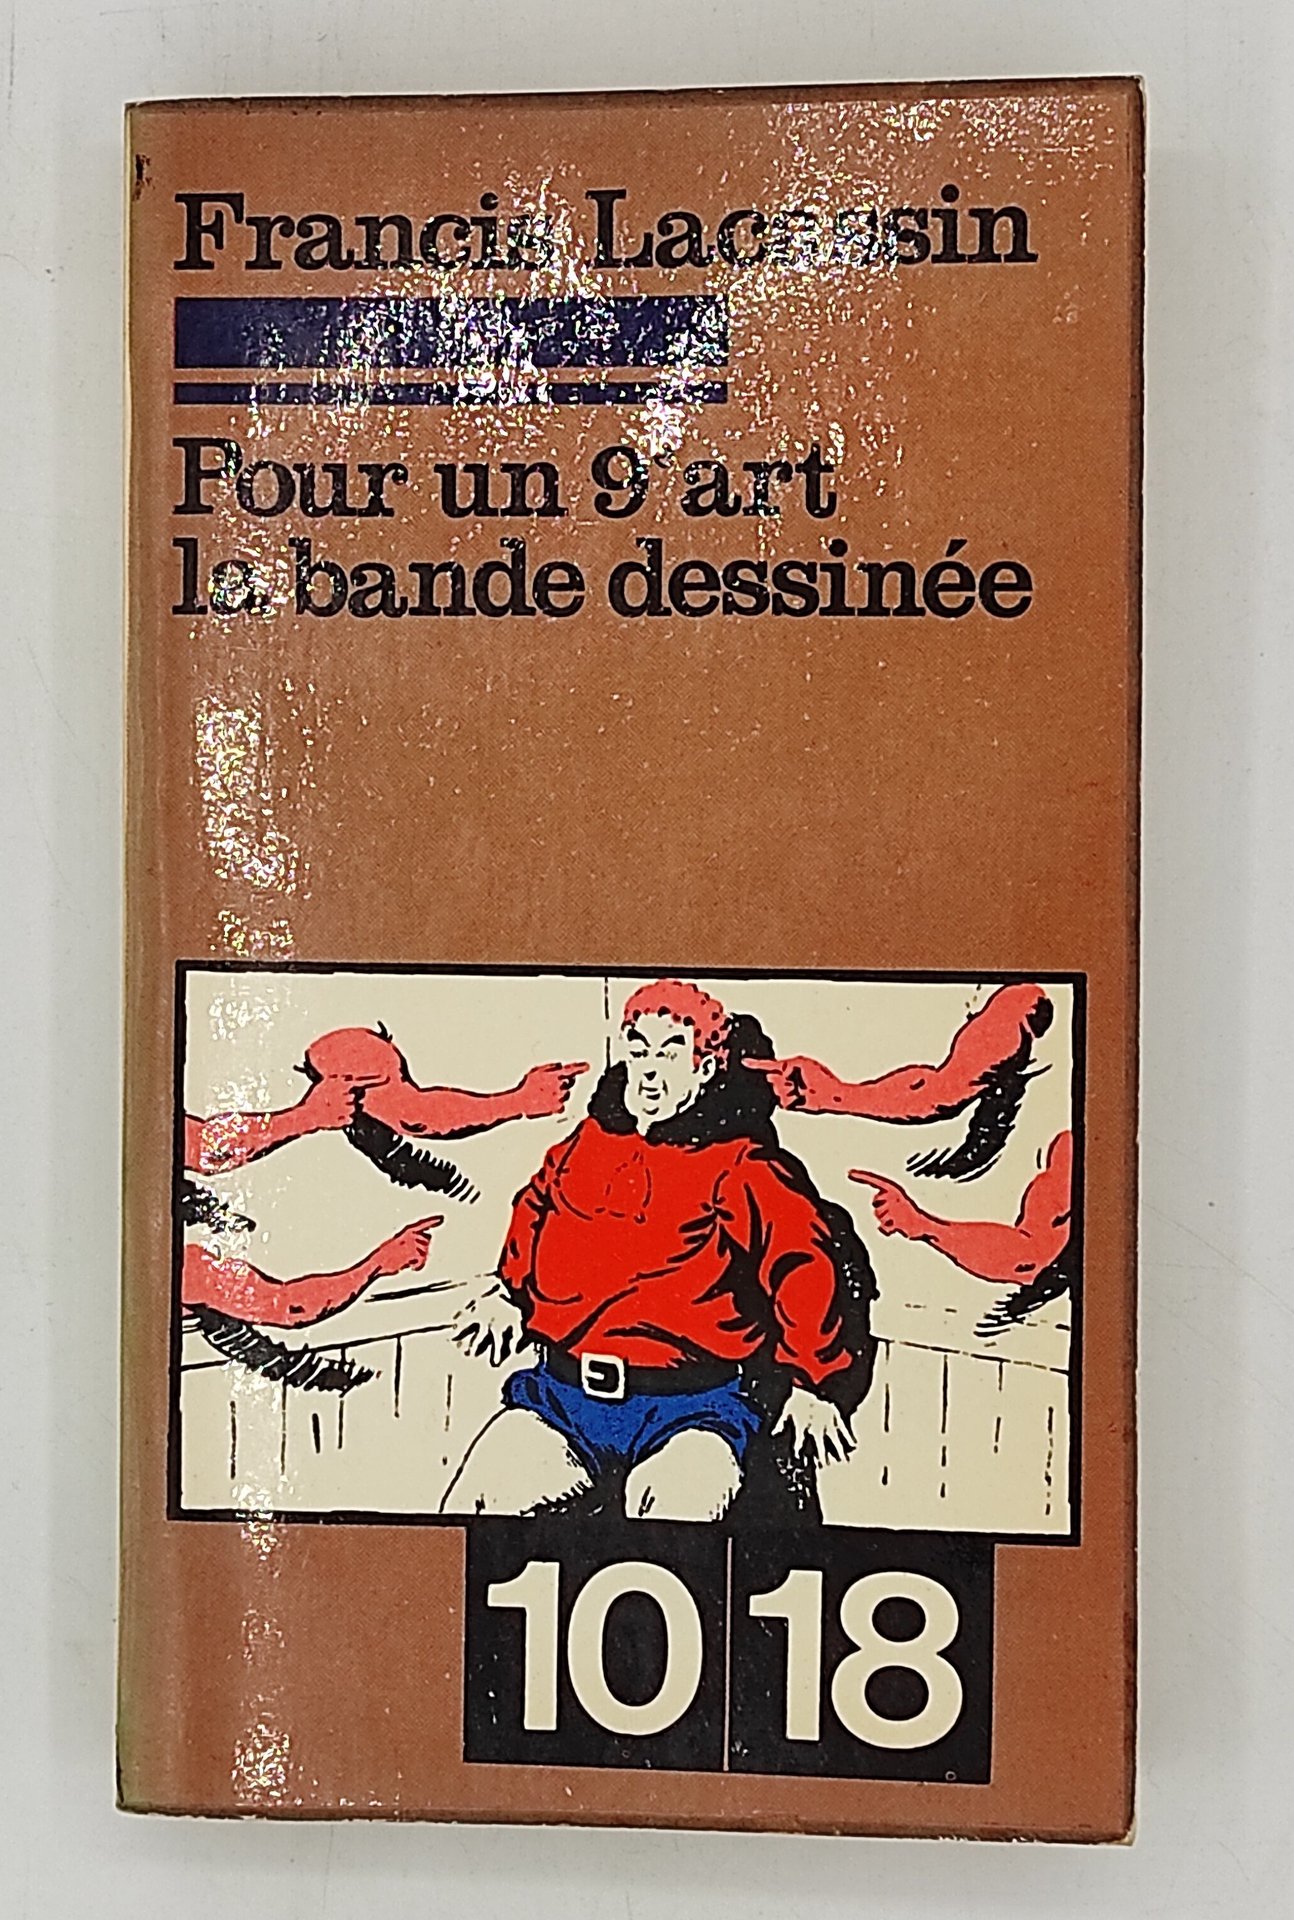 Francis Lacassin
Pour un 9e art
la bande dessinée
10 18